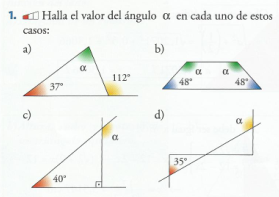 1. Halla el valor del ángulo α en cada uno de estos
casos:
a) b)
α 112° α α
37° 48° 48°
c) d)
α α
35°
40°